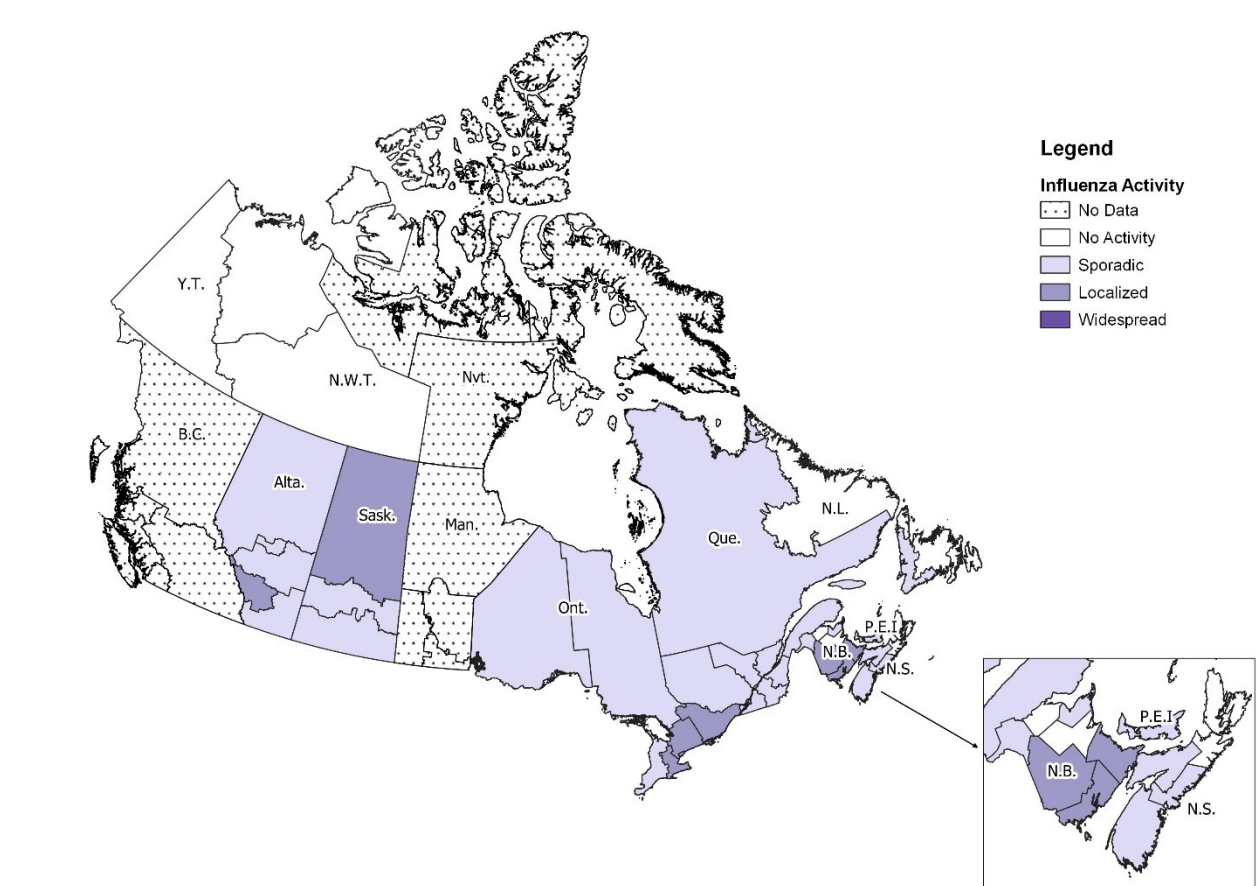 Legend
Influenza Activity
No Data
No Activity
Sporadic
Localized
Widespread
Y.T.
N.W.T.
Nvt.
B.C.
Alta.
Sask.
Man.
Ont.
Que.
N.L.
P.E.I
N.B.
N.S.
P.E.I
N.B.
N.S.